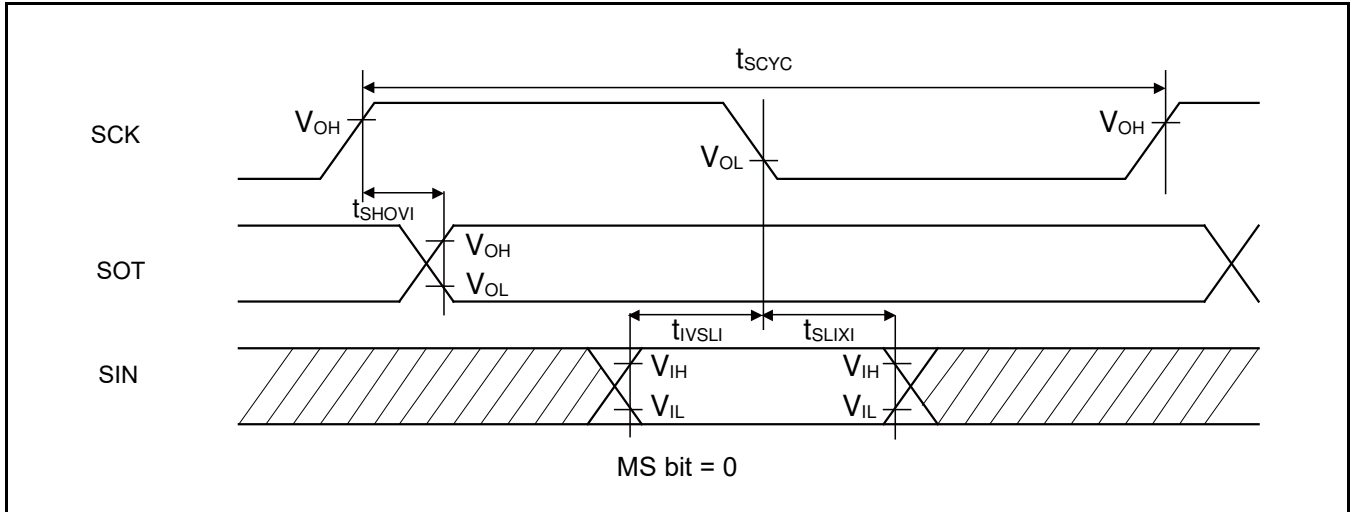 tSCYC
SCK
VOH
VOL
VOH
tSHOVI
SOT
VOH
VOL
tIVSLI
tSLIXI
SIN
VIH
VIH
VIL
VIL
MS bit = 0